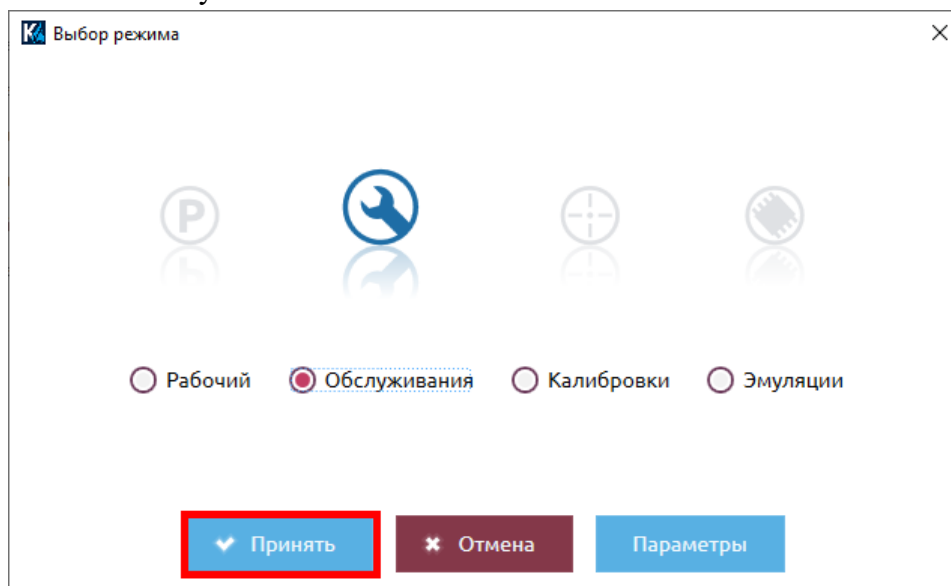 Выбор режима
Рабочий Обслуживания Калибровки Эмуляции
Принять Отмена Параметры